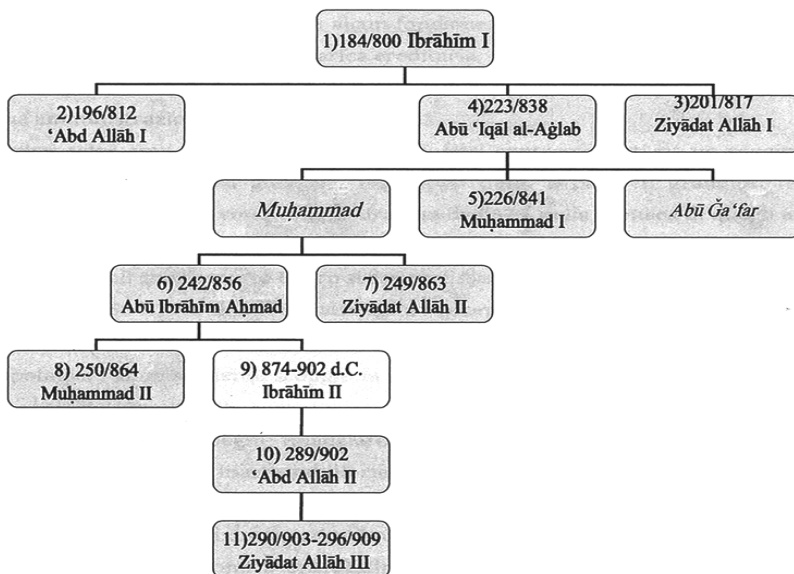 1)184/800 Ibrāhīm I
2)196/812
‘Abd Allāh I
4)223/838
Abū ‘Iqāl al-Aġlab
3)201/817
Ziyādat Allāh I
Muḥammad
5)226/841
Muḥammad I
Abū Ǧa‘far
6) 242/856
Abū Ibrāhīm Aḥmad
7) 249/863
Ziyādat Allāh II
8) 250/864
Muḥammad II
9) 874-902 d.C.
Ibrāhīm II
10) 289/902
‘Abd Allāh II
11)290/903-296/909
Ziyādat Allāh III